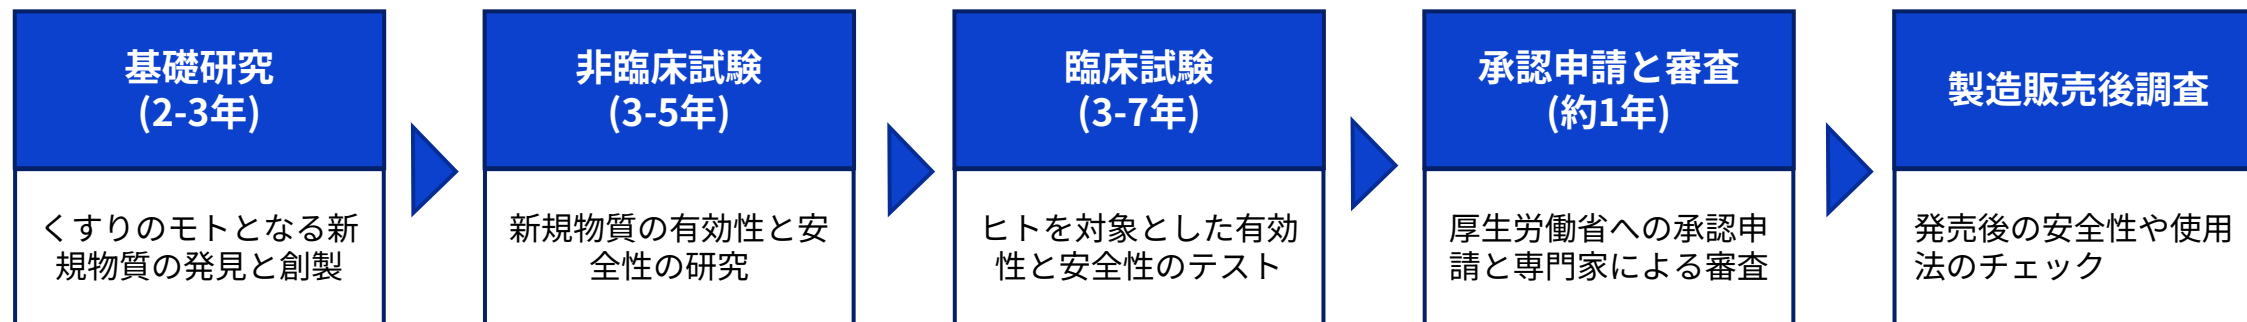 基礎研究
(2-3年)
くすりのモトとなる新
規物質の発見と創製
非臨床試験
(3-5年)
新規物質の有効性と安
全性の研究
臨床試験
(3-7年)
ヒトを対象とした有効
性と安全性のテスト
承認申請と審査
(約1年)
厚生労働省への承認申
請と専門家による審査
製造販売後調査
発売後の安全性や使用
法のチェック